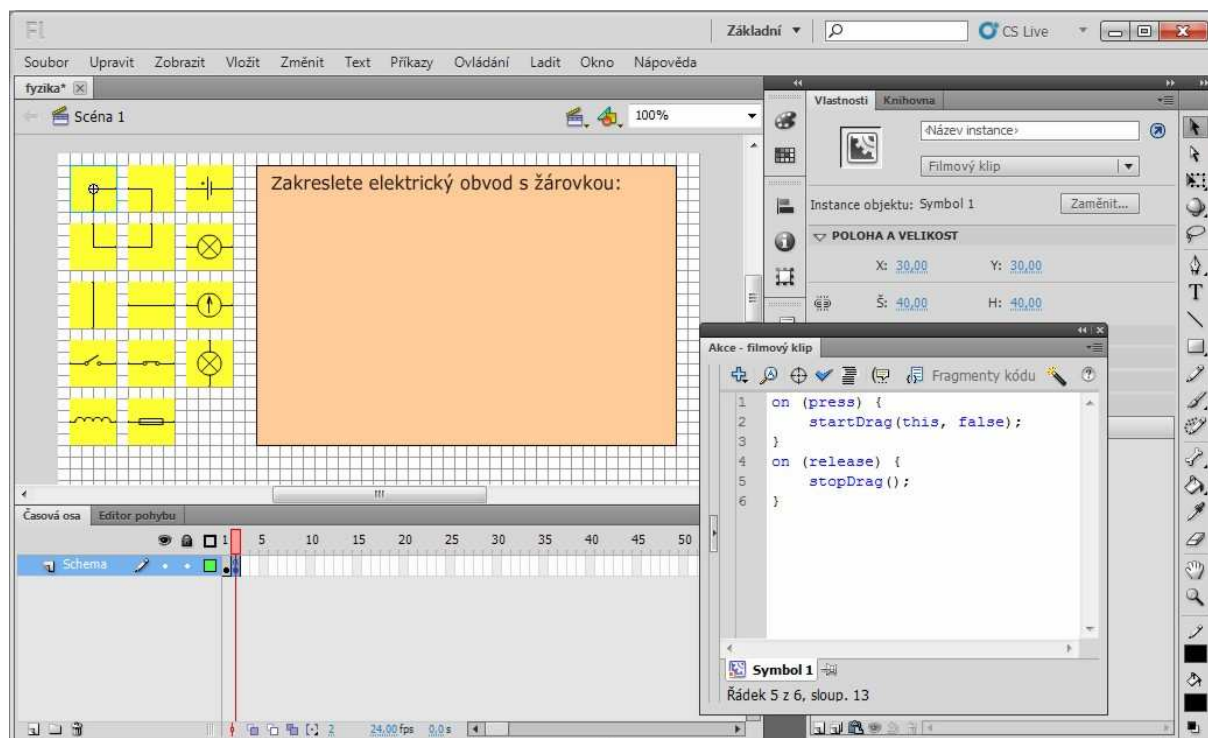 Fl
Základní
CS Live
Soubor Upravit Zobrazit Vložit Změnit Text Příkazy Ovládání Ladit Okno Nápověda
fyzika*
Scéna 1
100%
Zakreslete elektrický obvod s žárovkou:
Vlastnosti Knihovna
<Název instance>
Filmový klip
Instance objektu: Symbol 1
Zaměnit...
POLOHA A VELIKOST
X: 30,00 Y: 30,00
Š: 40,00 H: 40,00
Akce - filmový klip
Fragmenty kódu
1 on (press) {
2 startDrag(this, false);
3 }
4 on (release) {
5 stopDrag();
6 }
Symbol 1
Řádek 5 z 6, sloup. 13
Časová osa Editor pohybu
1 5 10 15 20 25 30 35 40 45 50
Schema
2 24.00 fps 0.0 s